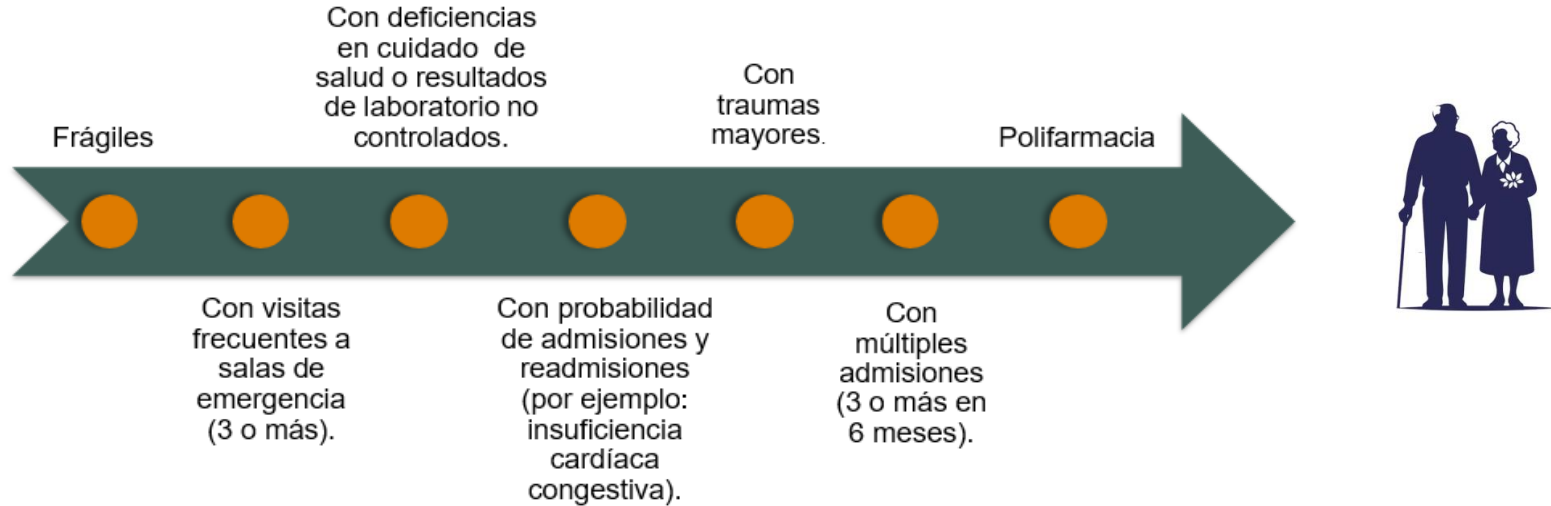 Frágiles
Con visitas
frecuentes a
salas de
emergencia
(3 o más).
Con deficiencias
en cuidado de
salud o resultados
de laboratorio no
controlados.
Con probabilidad
de admisiones y
readmisiones
(por ejemplo:
insuficiencia
cardíaca
congestiva).
Con
traumas
mayores.
Con
múltiples
admisiones
(3 o más en
6 meses).
Polifarmacia